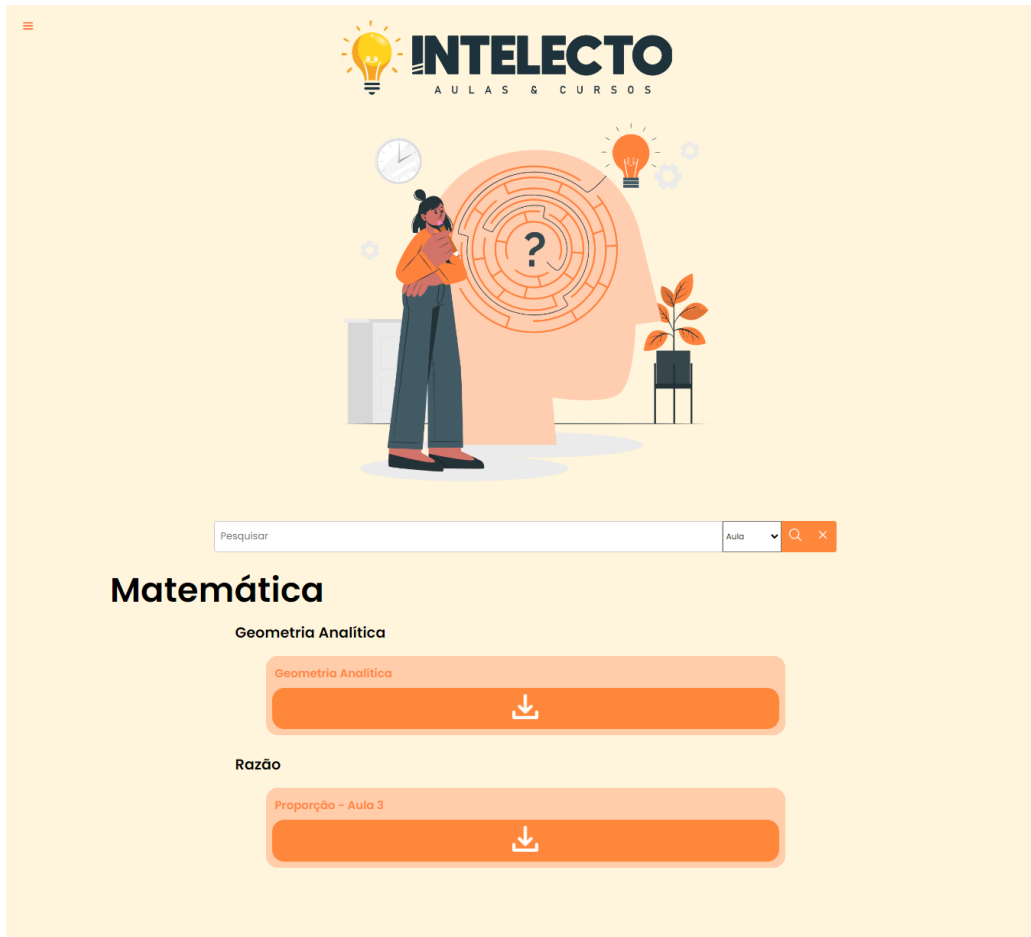 INTELECTO
AULAS & CURSOS
?
Pesquisar
Aula
Matemática
Geometria Analítica
Geometria Analítica
Razão
Proporção - Aula 3